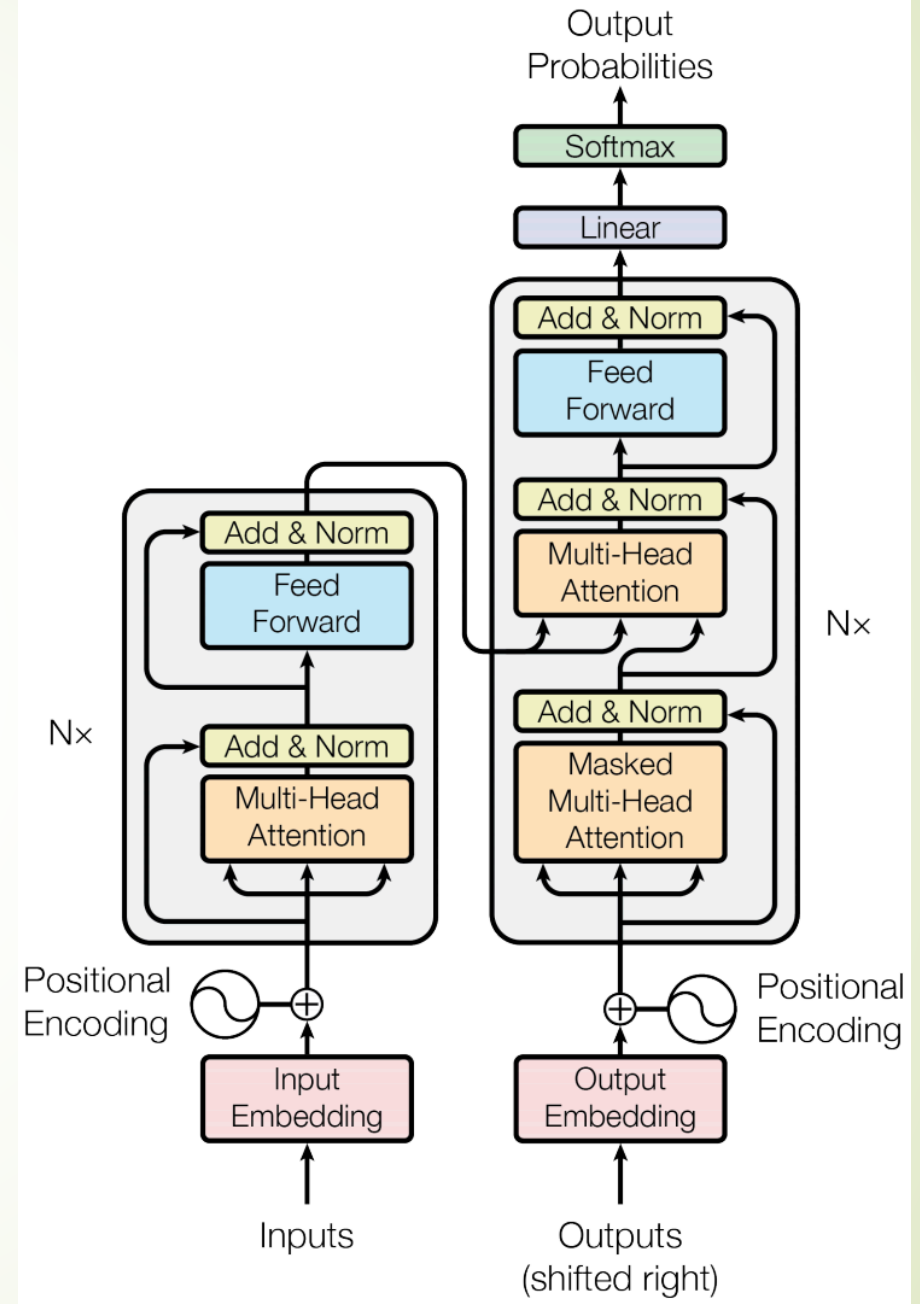 Output
Probabilities
Softmax
Linear
Add & Norm
Feed
Forward
Add & Norm
Multi-Head
Attention
Add & Norm
Masked
Multi-Head
Attention
N×
Add & Norm
Feed
Forward
Add & Norm
Multi-Head
Attention
N×
Positional
Encoding
Positional
Encoding
Input
Embedding
Output
Embedding
Inputs
Outputs
(shifted right)